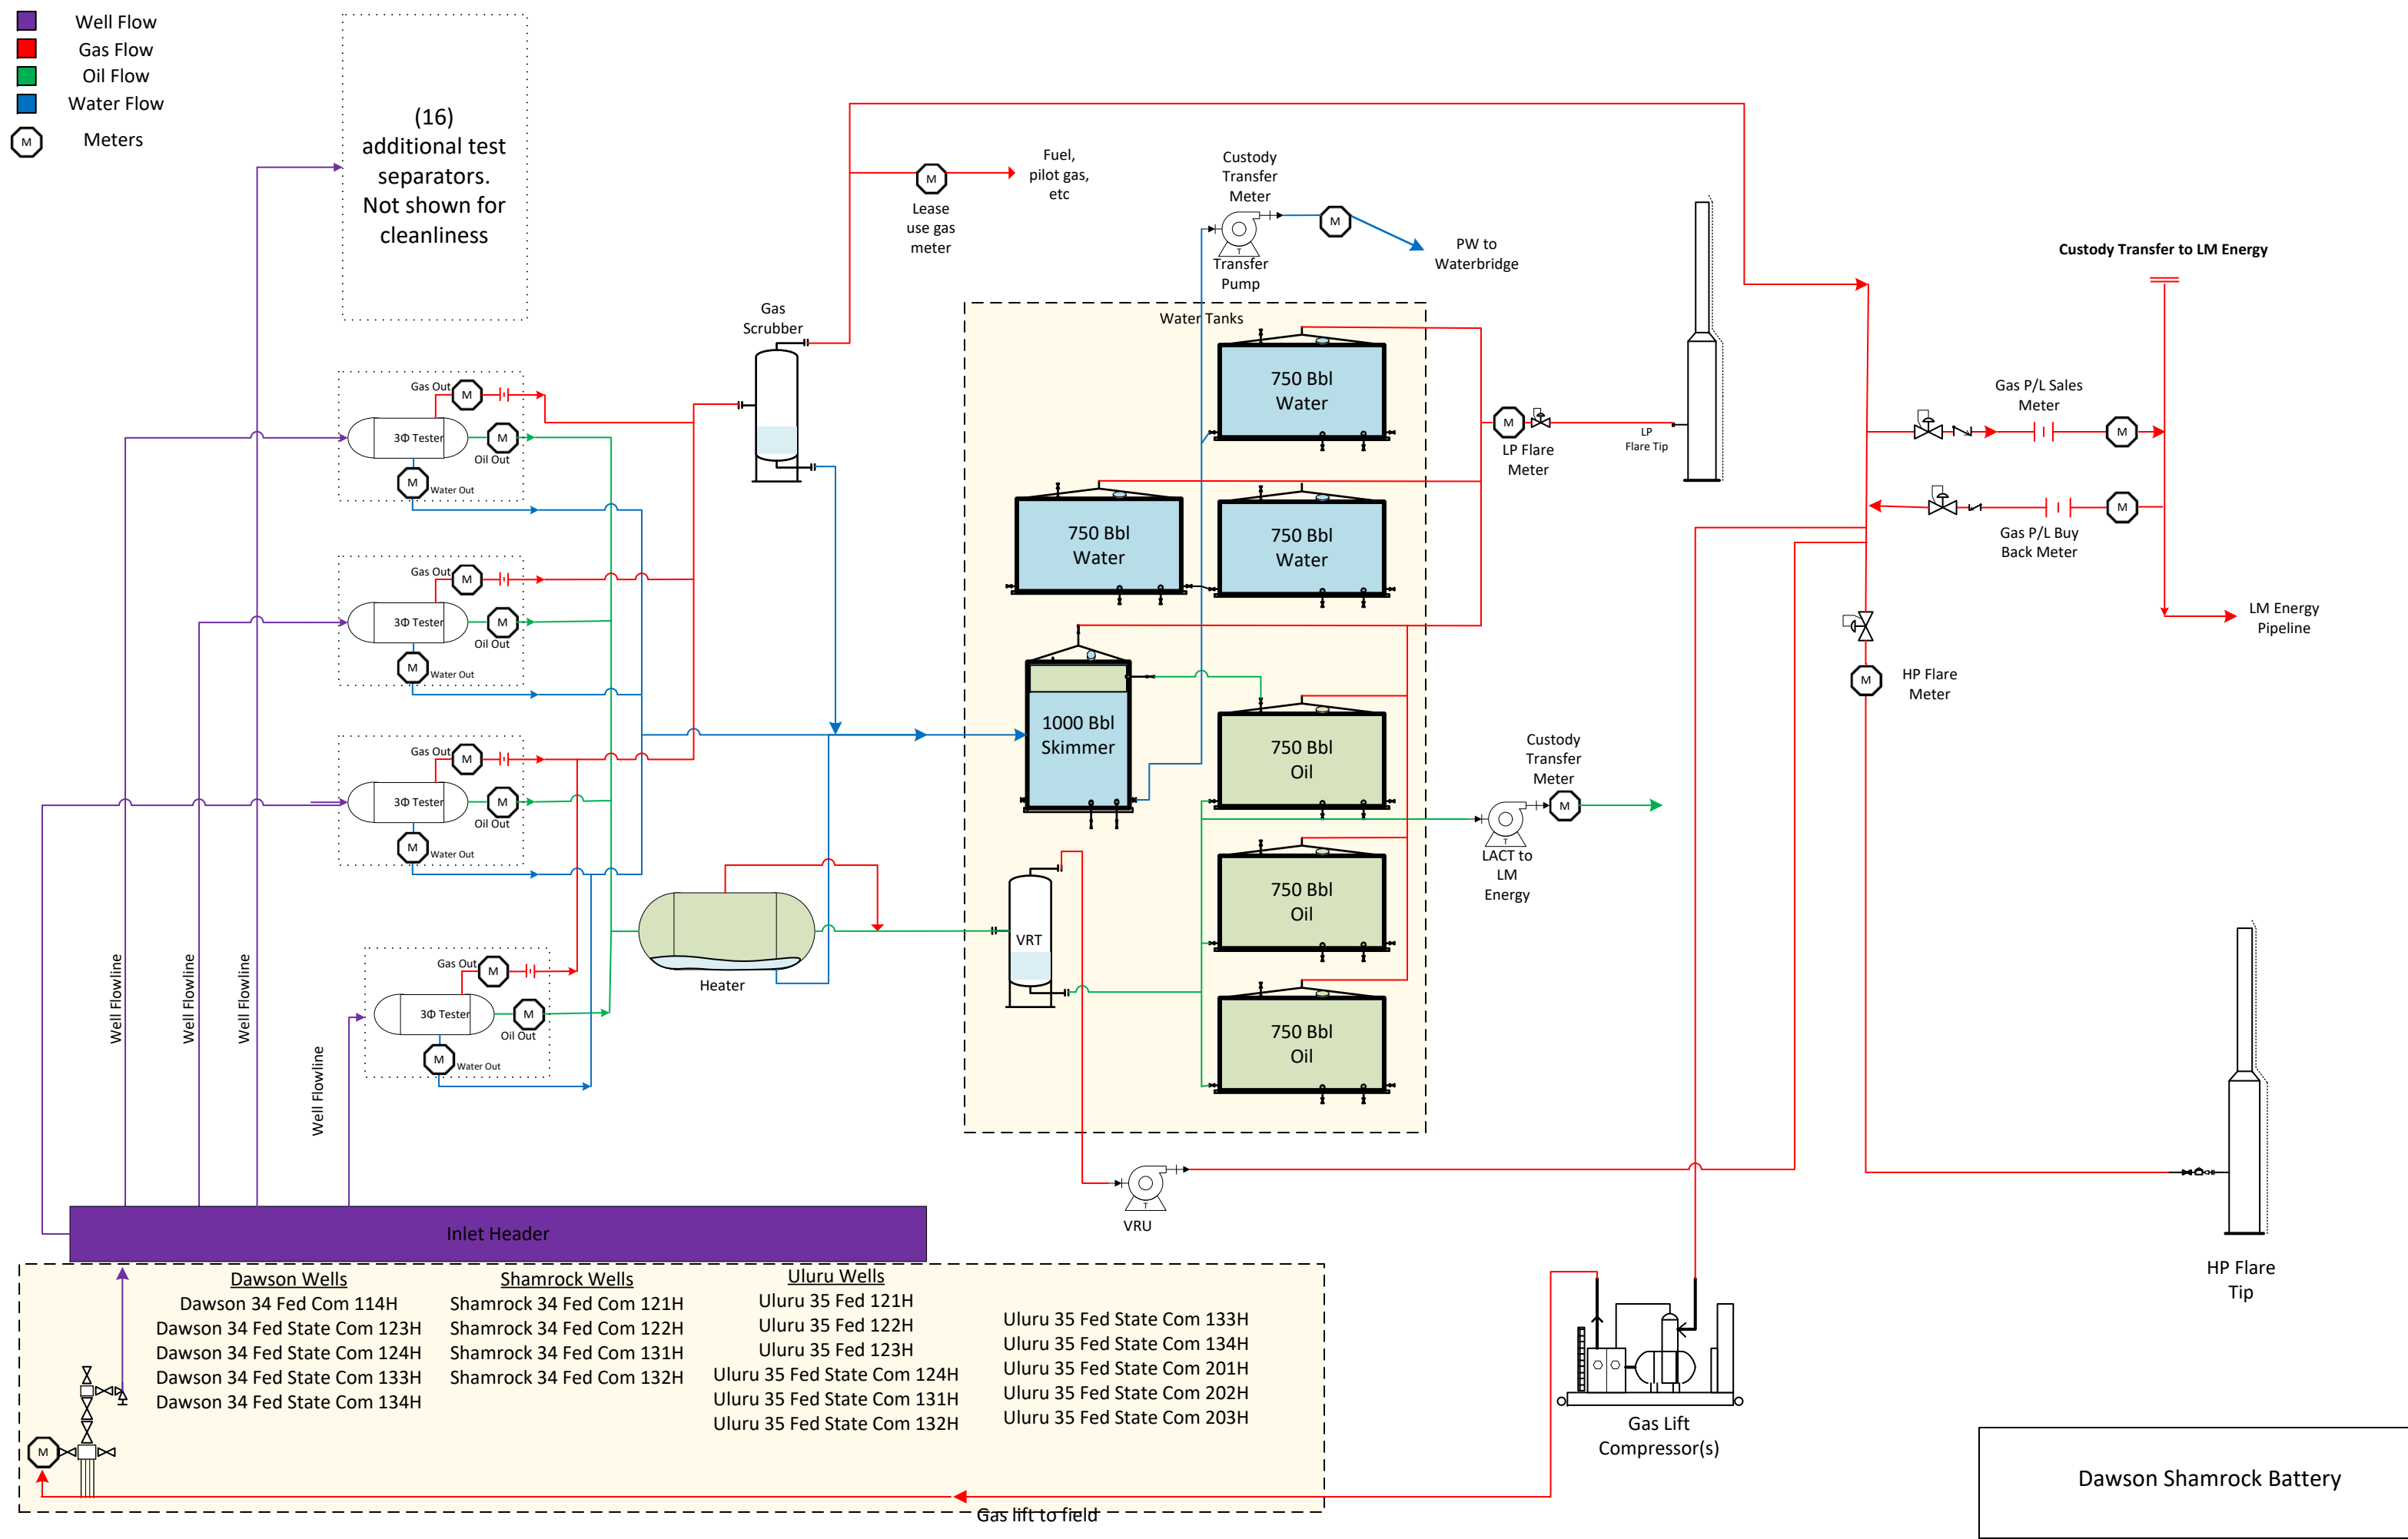 Well Flow
Gas Flow
Oil Flow
Water Flow
M
Meters
(16)
additional test
separators.
Not shown for
cleanliness
Gas
Scrubber
M
Lease
use gas
meter
Fuel,
pilot gas,
etc
Custody
Transfer
Meter
T
Transfer
Pump
M
PW to
Waterbridge
Custody Transfer to LM Energy
Gas Out
M
3Φ Tester
M
Oil Out
M
Water Out
Gas Out
M
3Φ Tester
M
Oil Out
M
Water Out
Gas Out
M
3Φ Tester
M
Oil Out
M
Water Out
Gas Out
M
3Φ Tester
M
Oil Out
M
Water Out
Heater
Water Tanks
750 Bbl
Water
750 Bbl
Water
750 Bbl
Water
1000 Bbl
Skimmer
750 Bbl
Oil
750 Bbl
Oil
750 Bbl
Oil
VRT
M
LP Flare
Meter
LP
Flare Tip
Gas P/L Sales
Meter
M
M
Gas P/L Buy
Back Meter
LM Energy
Pipeline
M
HP Flare
Meter
Custody
Transfer
Meter
M
T
LACT to
LM
Energy
T
VRU
HP Flare
Tip
Well Flowline
Well Flowline
Well Flowline
Well Flowline
Inlet Header
Dawson Wells
Dawson 34 Fed Com 114H
Dawson 34 Fed State Com 123H
Dawson 34 Fed State Com 124H
Dawson 34 Fed State Com 133H
Dawson 34 Fed State Com 134H
Shamrock Wells
Shamrock 34 Fed Com 121H
Shamrock 34 Fed Com 122H
Shamrock 34 Fed Com 131H
Shamrock 34 Fed Com 132H
Uluru Wells
Uluru 35 Fed 121H
Uluru 35 Fed 122H
Uluru 35 Fed 123H
Uluru 35 Fed State Com 124H
Uluru 35 Fed State Com 131H
Uluru 35 Fed State Com 132H
Uluru 35 Fed State Com 133H
Uluru 35 Fed State Com 134H
Uluru 35 Fed State Com 201H
Uluru 35 Fed State Com 202H
Uluru 35 Fed State Com 203H
M
Gas lift to field
Gas Lift
Compressor(s)
Dawson Shamrock Battery